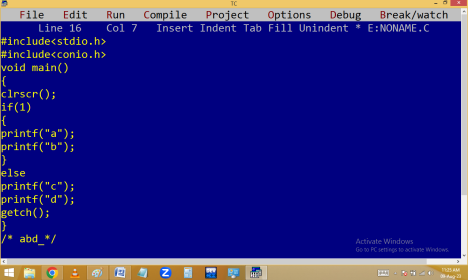 TC
File Edit Run Compile Project Options Debug Break/watch
Line 16 Col 7 Insert Indent Tab Fill Unindent * E:NONAME.C
#include<stdio.h>
#include<conio.h>
void main()
{
clrscr();
if(1)
{
printf("a");
printf("b");
}
else
printf("c");
printf("d");
getch();
}
/* abd_*/
Activate Windows
Go to PC settings to activate Windows.